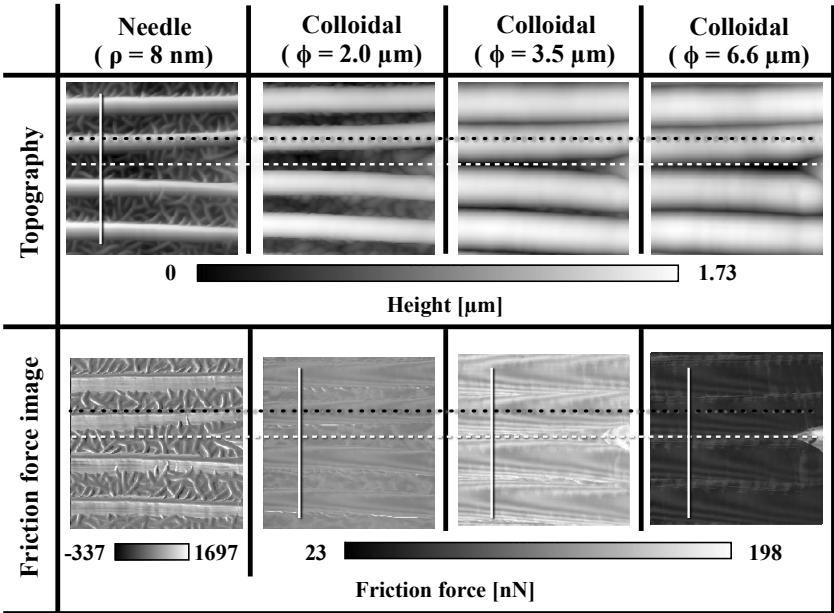 Needle
( ρ = 8 nm)
Colloidal
( ϕ = 2.0 µm)
Colloidal
( ϕ = 3.5 µm)
Colloidal
( ϕ = 6.6 µm)
Topography
0
1.73
Height [µm]
Friction force image
-337
1697
23
198
Friction force [nN]